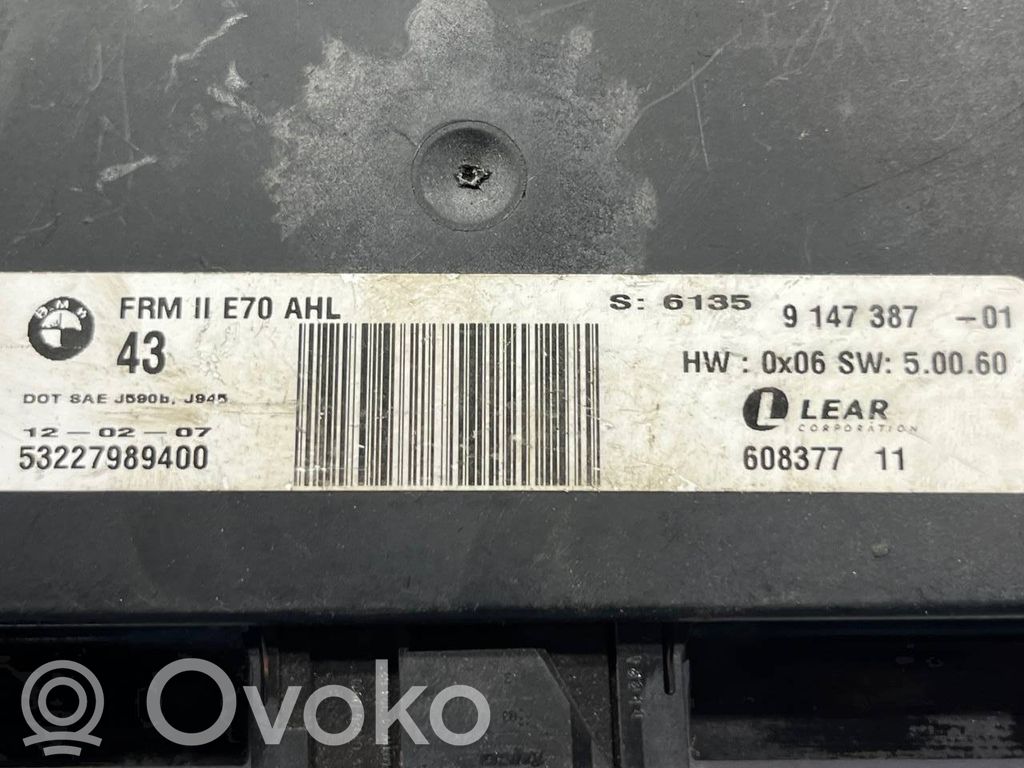 BMW
FRM II E70 AHL
43
DOT SAE J590b, J945
12-02-07
53227989400
S: 6135 9 147 387 -01
HW : 0x06 SW: 5.00.60
L LEAR
CORPORATION
608377 11
OVOKO